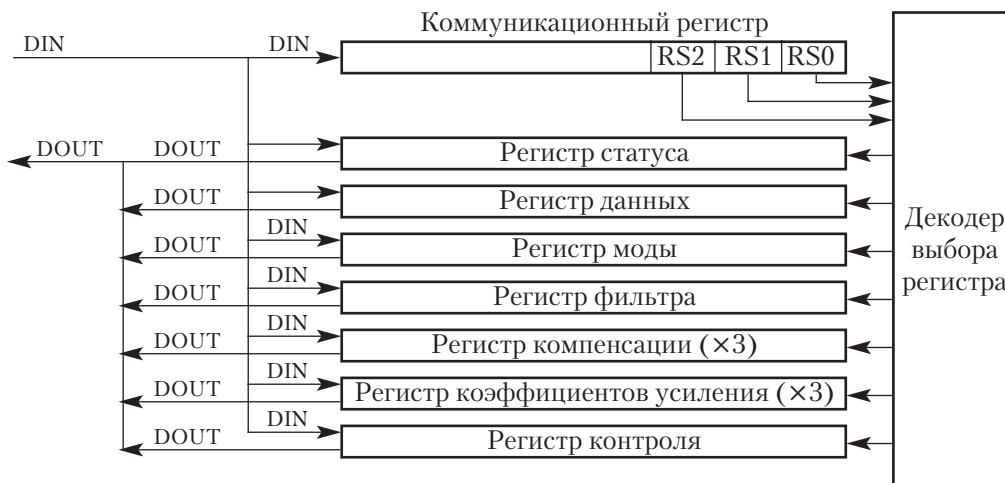 Коммуникационный регистр
DIN
DIN
RS2 RS1 RS0
DOUT
DOUT
Регистр статуса
DOUT
Регистр данных
DIN
DOUT
Регистр моды
DIN
DOUT
Регистр фильтра
DIN
DOUT
Регистр компенсации (×3)
DIN
DOUT
Регистр коэффициентов усиления (×3)
DIN
DOUT
Регистр контроля
Декодер
выбора
регистра